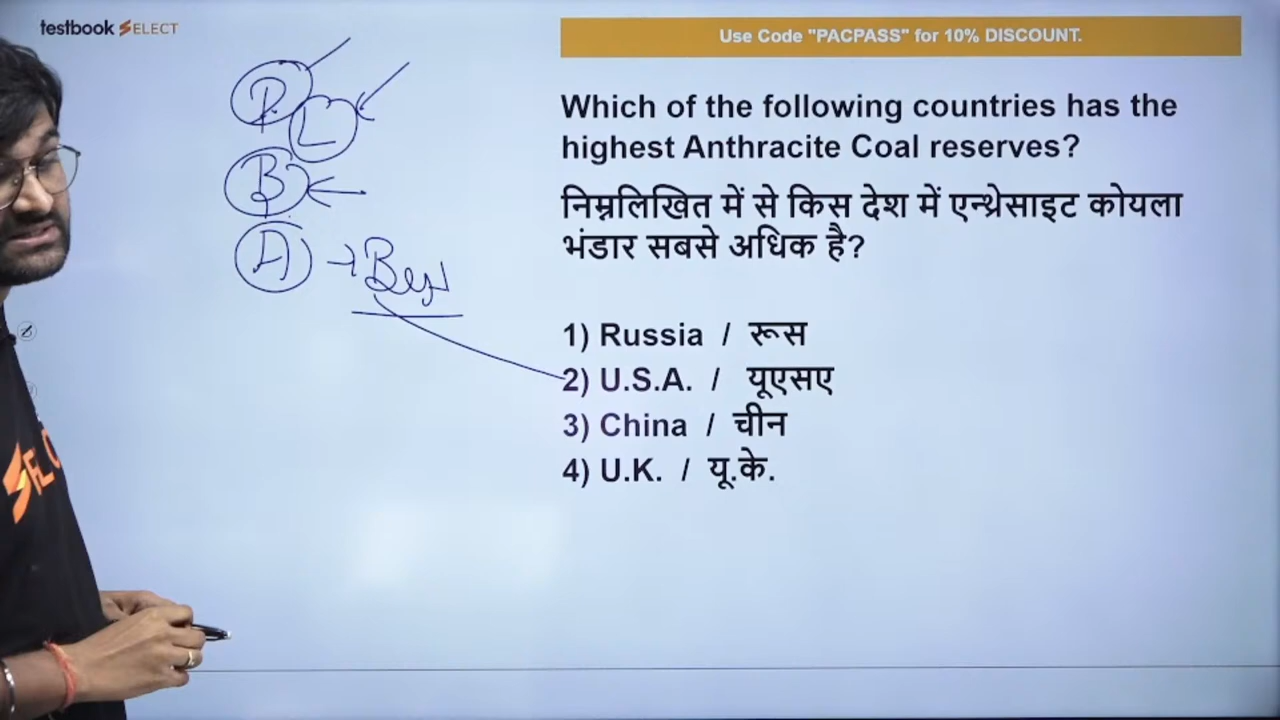 testbook SELECT
Use Code "PACPASS" for 10% DISCOUNT.
P
L
B
A
Which of the following countries has the
highest Anthracite Coal reserves?
निम्नलिखित में से किस देश में एन्थ्रेसाइट कोयला
भंडार सबसे अधिक है?
1) Russia / रूस
2) U.S.A. / यूएसए
3) China / चीन
4) U.K. / यू.के.